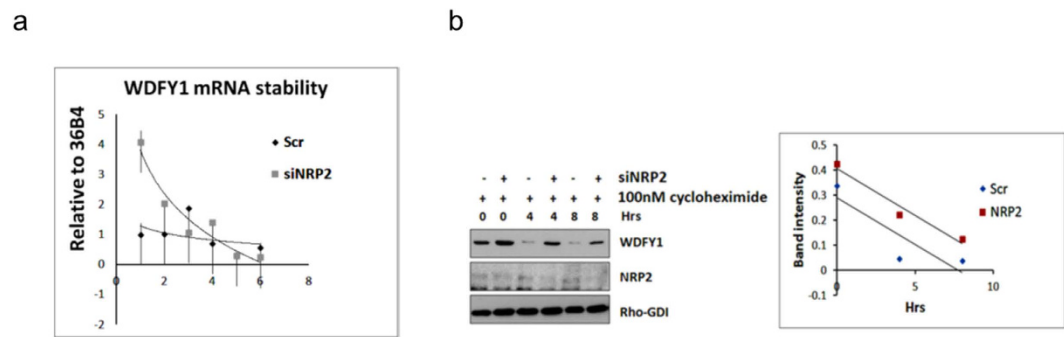 a
b
WDFY1 mRNA stability
Relative to 36B4
5
4
3
2
1
0
-1
-2
0
2
4
6
8
Scr
siNRP2
- + - + - + siNRP2
+ + + + + + 100nM cycloheximide
0 0 4 4 8 8 Hrs
WDFY1
NRP2
Rho-GDI
Band intensity
0.5
0.4
0.3
0.2
0.1
0
-0.1
0
5
10
Hrs
Scr
NRP2